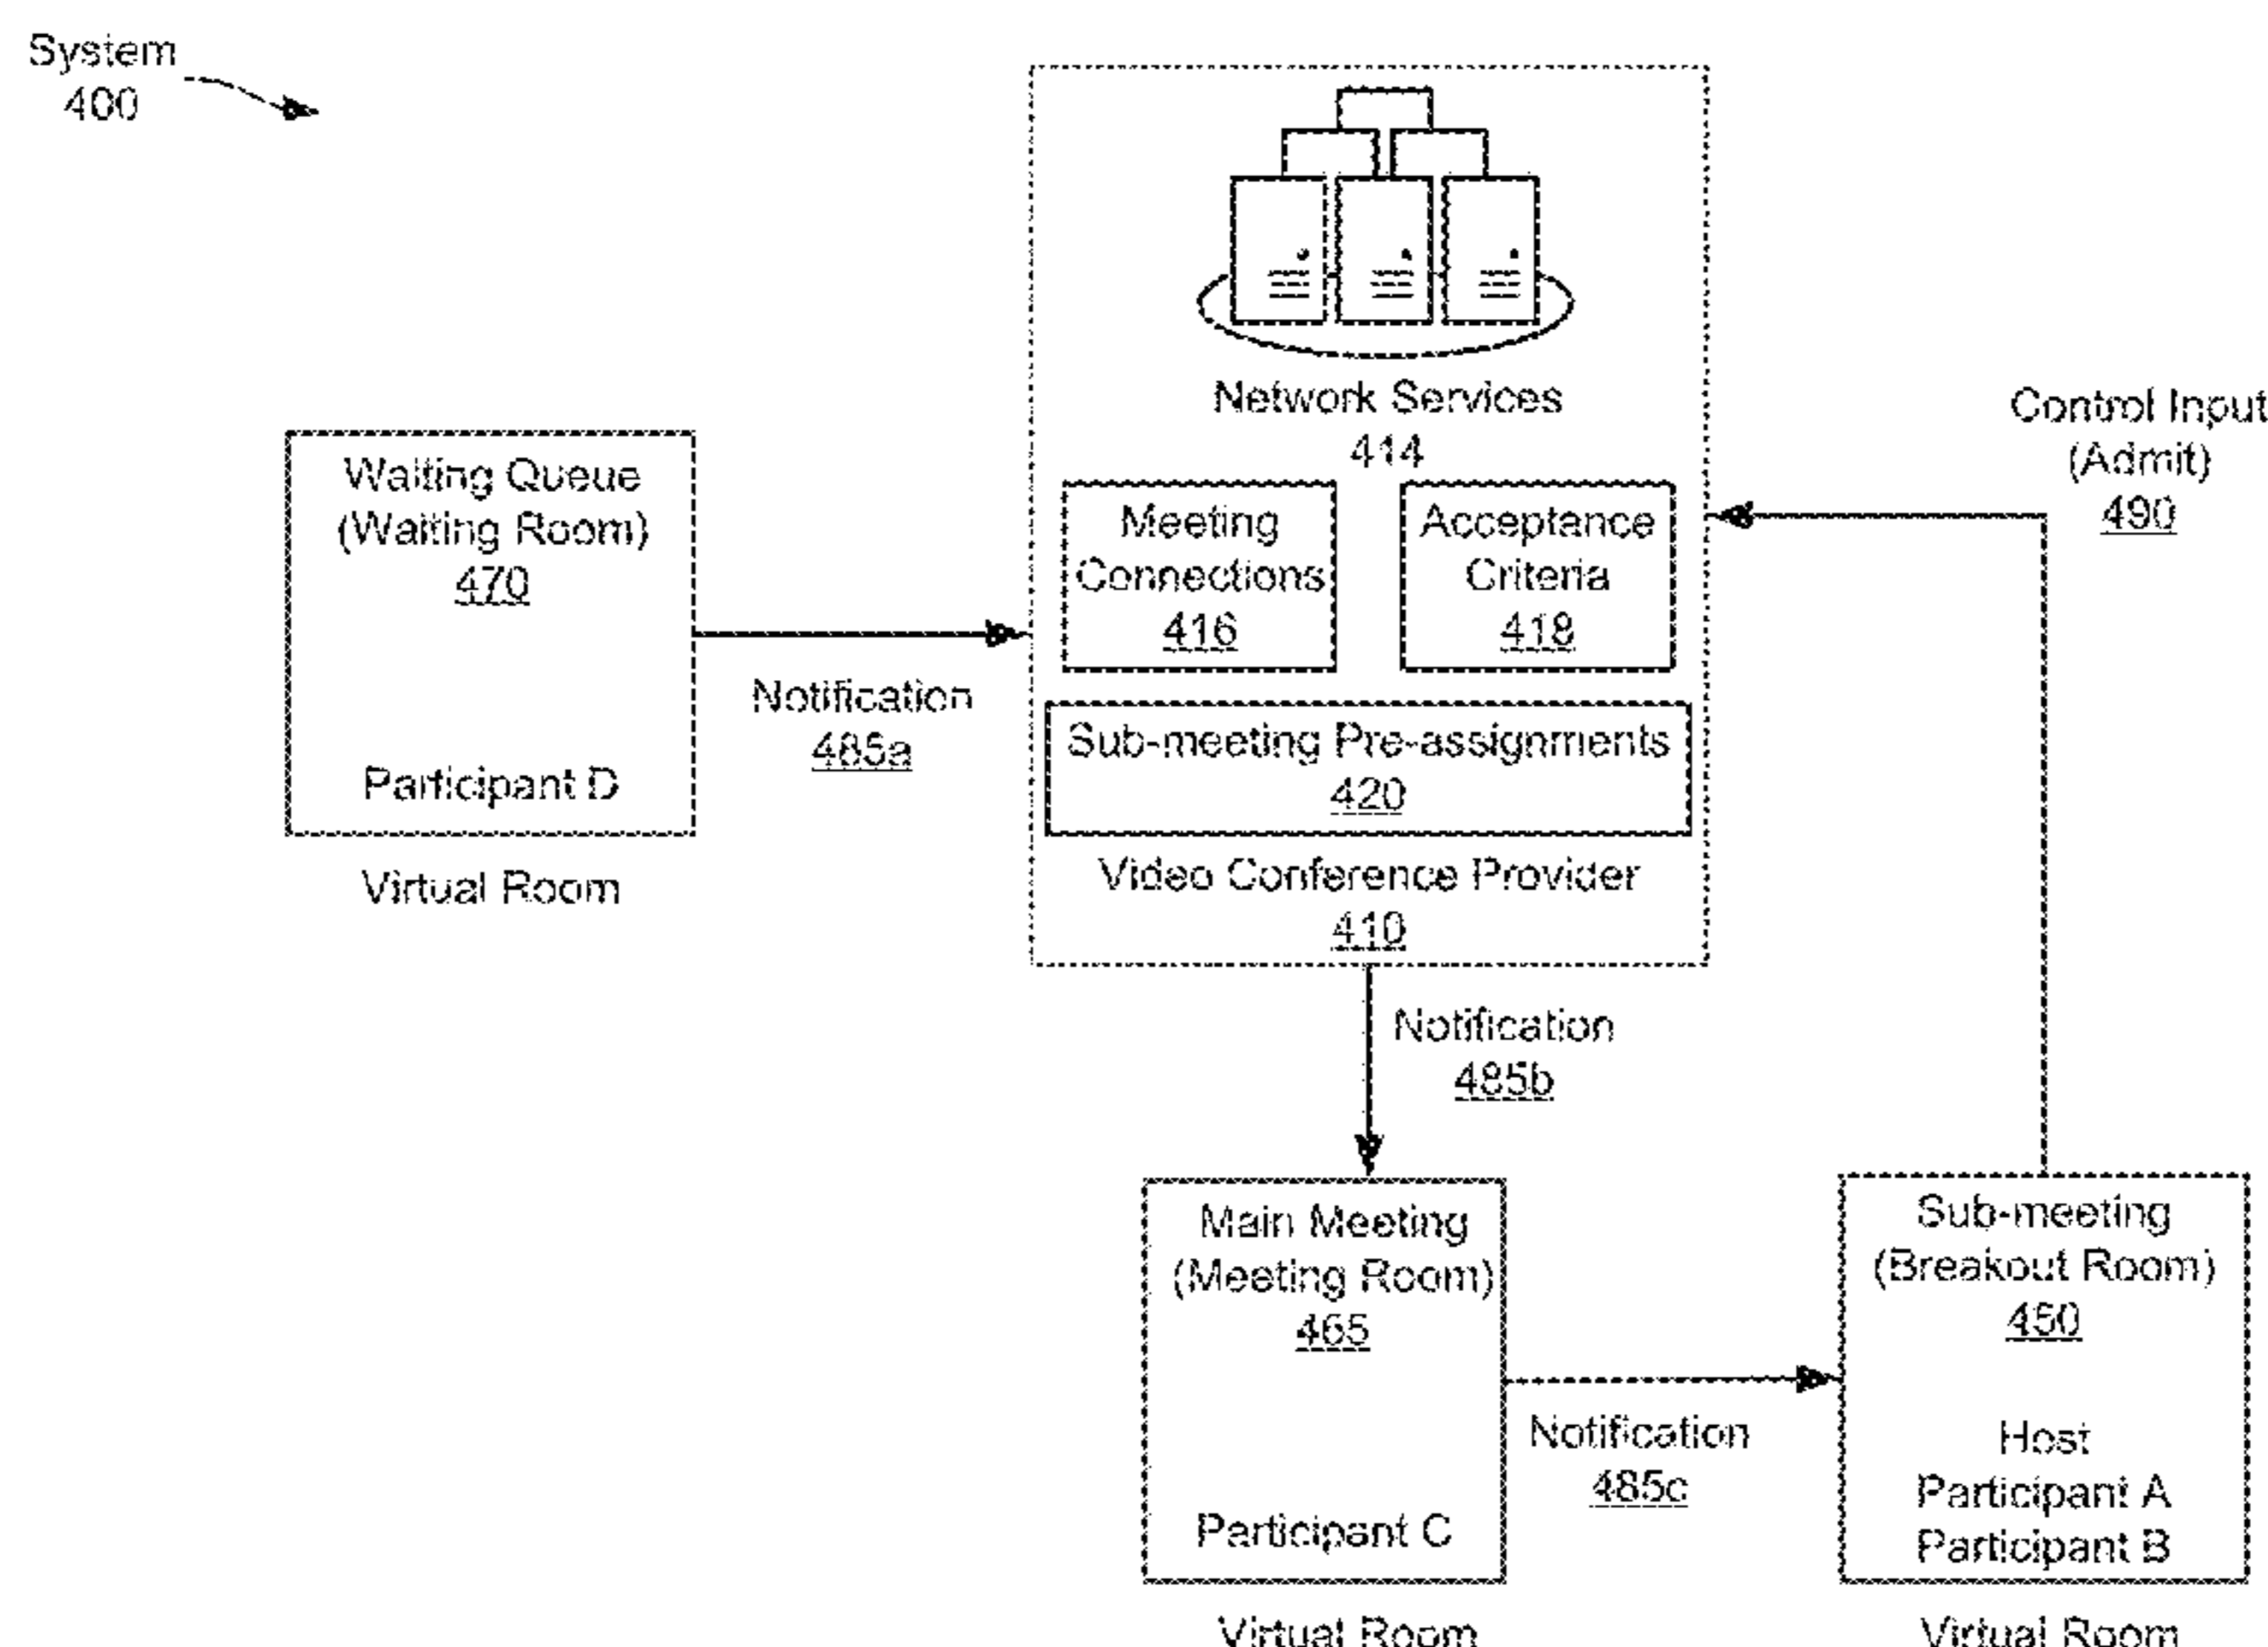 System
400
Network Services
414
Control Input
(Admit)
490
Waiting Queue
(Waiting Room)
470
Participant D
Virtual Room
Notification
485a
Meeting
Connections
416
Acceptance
Criteria
418
Sub-meeting Pre-assignments
420
Video Conference Provider
410
Notification
485b
Main Meeting
(Meeting Room)
465
Participant C
Virtual Room
Notification
485c
Sub-meeting
(Breakout Room)
450
Host
Participant A
Participant B
Virtual Room